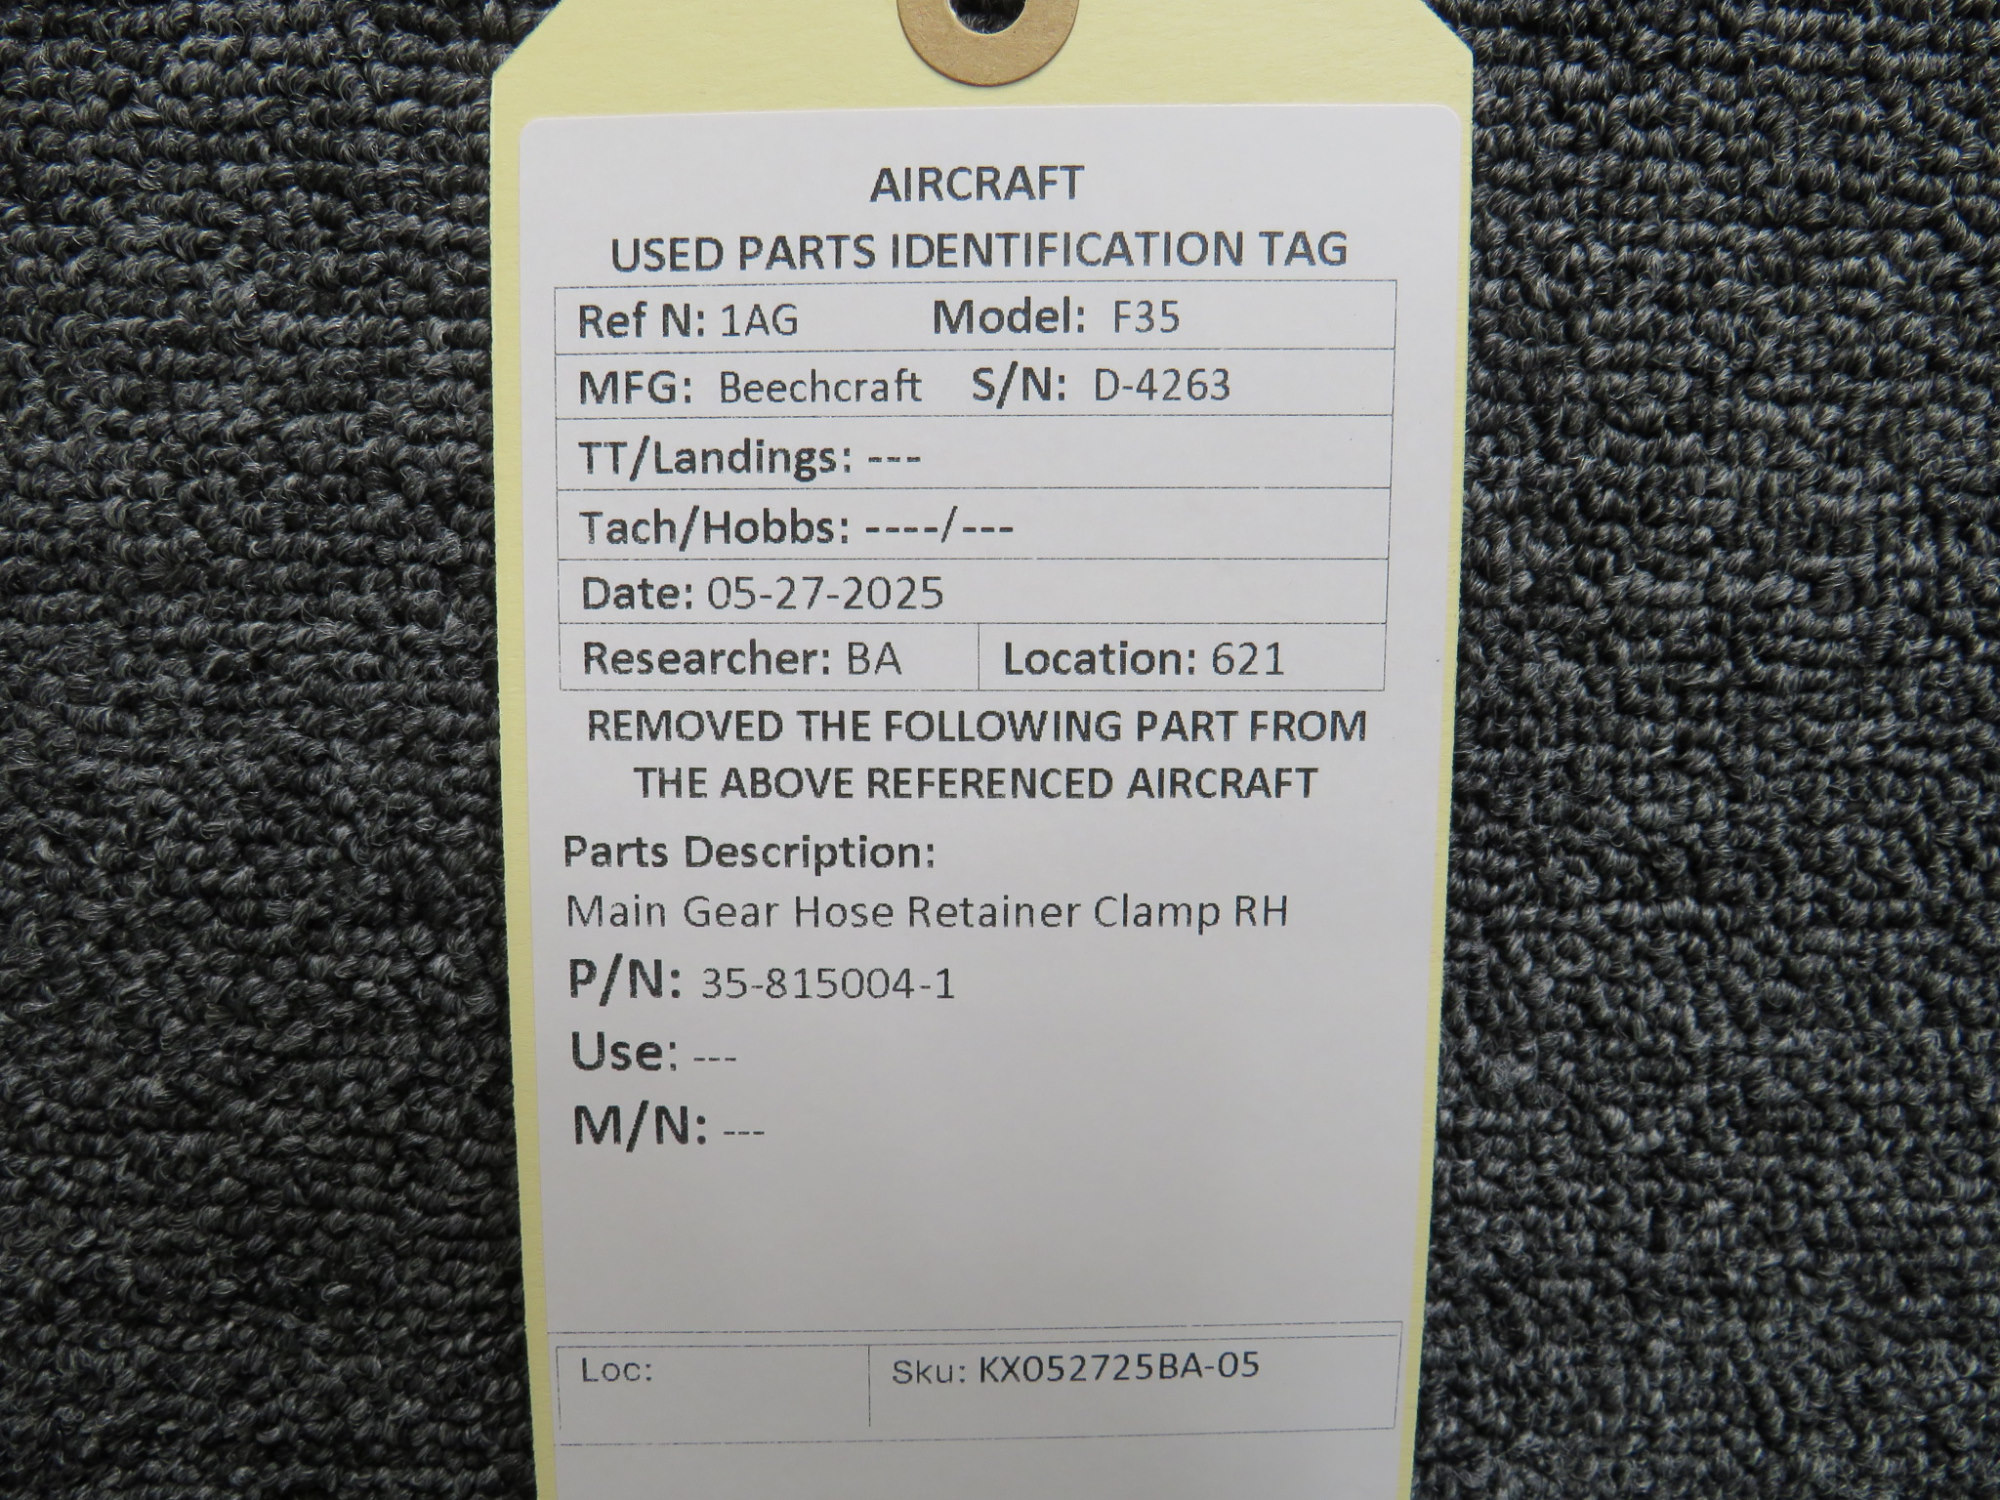 AIRCRAFT
USED PARTS IDENTIFICATION TAG
Ref N: 1AG Model: F35
MFG: Beechcraft S/N: D-4263
TT/Landings: ---
Tach/Hobbs: ----/---
Date: 05-27-2025
Researcher: BA Location: 621
REMOVED THE FOLLOWING PART FROM
THE ABOVE REFERENCED AIRCRAFT
Parts Description:
Main Gear Hose Retainer Clamp RH
P/N: 35-815004-1
Use: ---
M/N: ---
Loc: Sku: KX052725BA-05